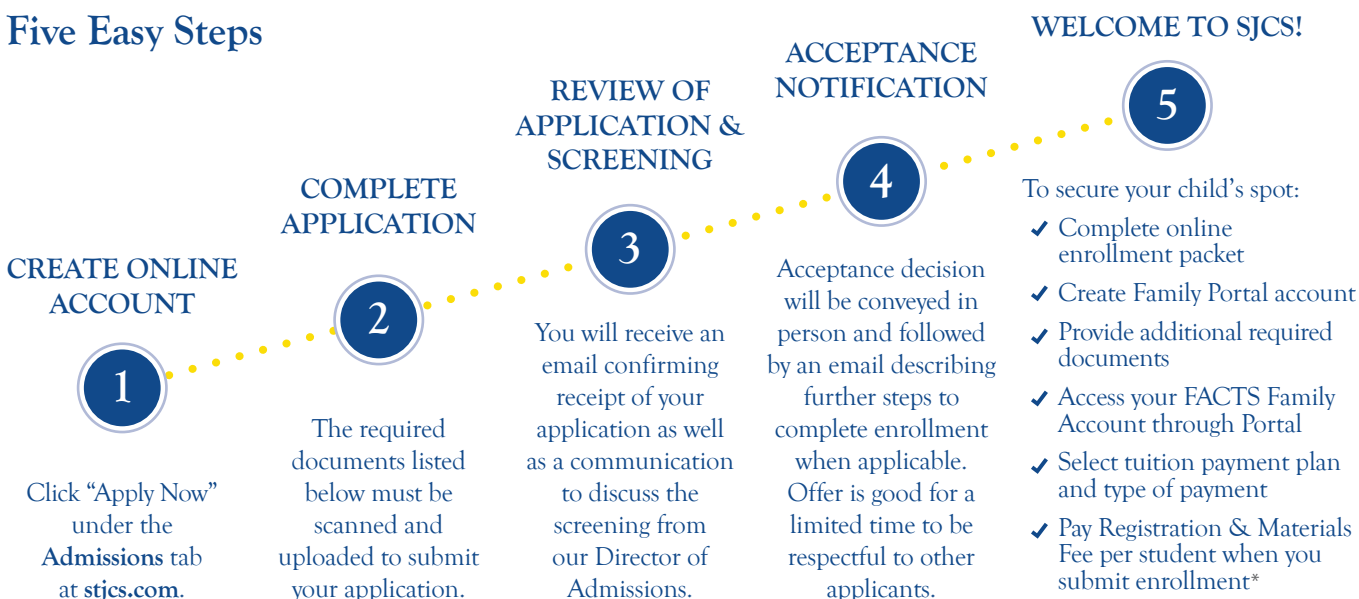 Five Easy Steps
CREATE ONLINE
ACCOUNT
1
Click “Apply Now”
under the
Admissions tab
at stjcs.com.
COMPLETE
APPLICATION
2
The required
documents listed
below must be
scanned and
uploaded to submit
your application.
REVIEW OF
APPLICATION &
SCREENING
3
You will receive an
email confirming
receipt of your
application as well
as a communication
to discuss the
screening from
our Director of
Admissions.
ACCEPTANCE
NOTIFICATION
4
Acceptance decision
will be conveyed in
person and followed
by an email describing
further steps to
complete enrollment
when applicable.
Offer is good for a
limited time to be
respectful to other
applicants.
WELCOME TO SJCS!
5
To secure your child’s spot:
✓ Complete online
enrollment packet
✓ Create Family Portal account
✓ Provide additional required
documents
✓ Access your FACTS Family
Account through Portal
✓ Select tuition payment plan
and type of payment
✓ Pay Registration & Materials
Fee per student when you
submit enrollment*